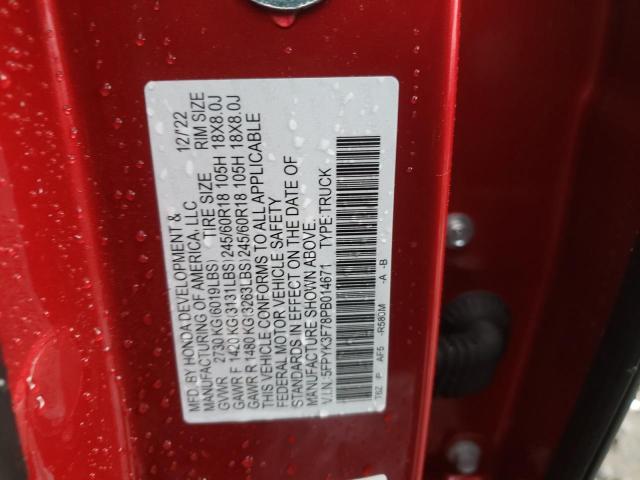 MFD. BY HONDA DEVELOPMENT & 12/'22
MANUFACTURING OF AMERICA, LLC
TIRE SIZE RIM SIZE
GVWR 2730 KG(6019LBS)
GAWR F 1420 KG(3131LBS) 245/60R18 105H 18X8.0J
GAWR R 1480 KG(3263LBS) 245/60R18 105H 18X8.0J
THIS VEHICLE CONFORMS TO ALL APPLICABLE
FEDERAL MOTOR VEHICLE SAFETY
STANDARDS IN EFFECT ON THE DATE OF
MANUFACTURE SHOWN ABOVE.
V.I.N. 5FPYK3F78PB014671 TYPE: TRUCK
T6Z P AF5 -R580M -A -B